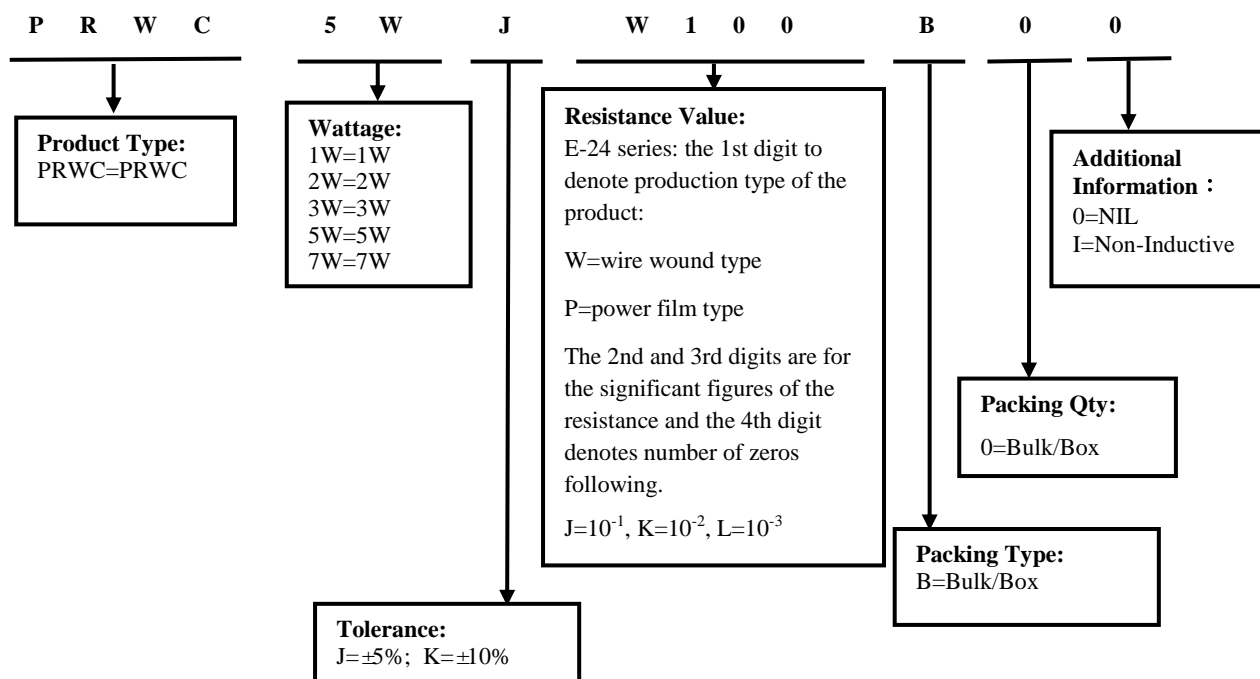 P R W C 5 W J W 1 0 0 B 0 0
Product Type:
PRWC=PRWC
Wattage:
1W=1W
2W=2W
3W=3W
5W=5W
7W=7W
Tolerance:
J=±5%; K=±10%
Resistance Value:
E-24 series: the 1st digit to
denote production type of the
product:
W=wire wound type
P=power film type
The 2nd and 3rd digits are for
the significant figures of the
resistance and the 4th digit
denotes number of zeros
following.
J=10⁻¹, K=10⁻², L=10⁻³
Packing Type:
B=Bulk/Box
Packing Qty:
0=Bulk/Box
Additional
Information：
0=NIL
I=Non-Inductive